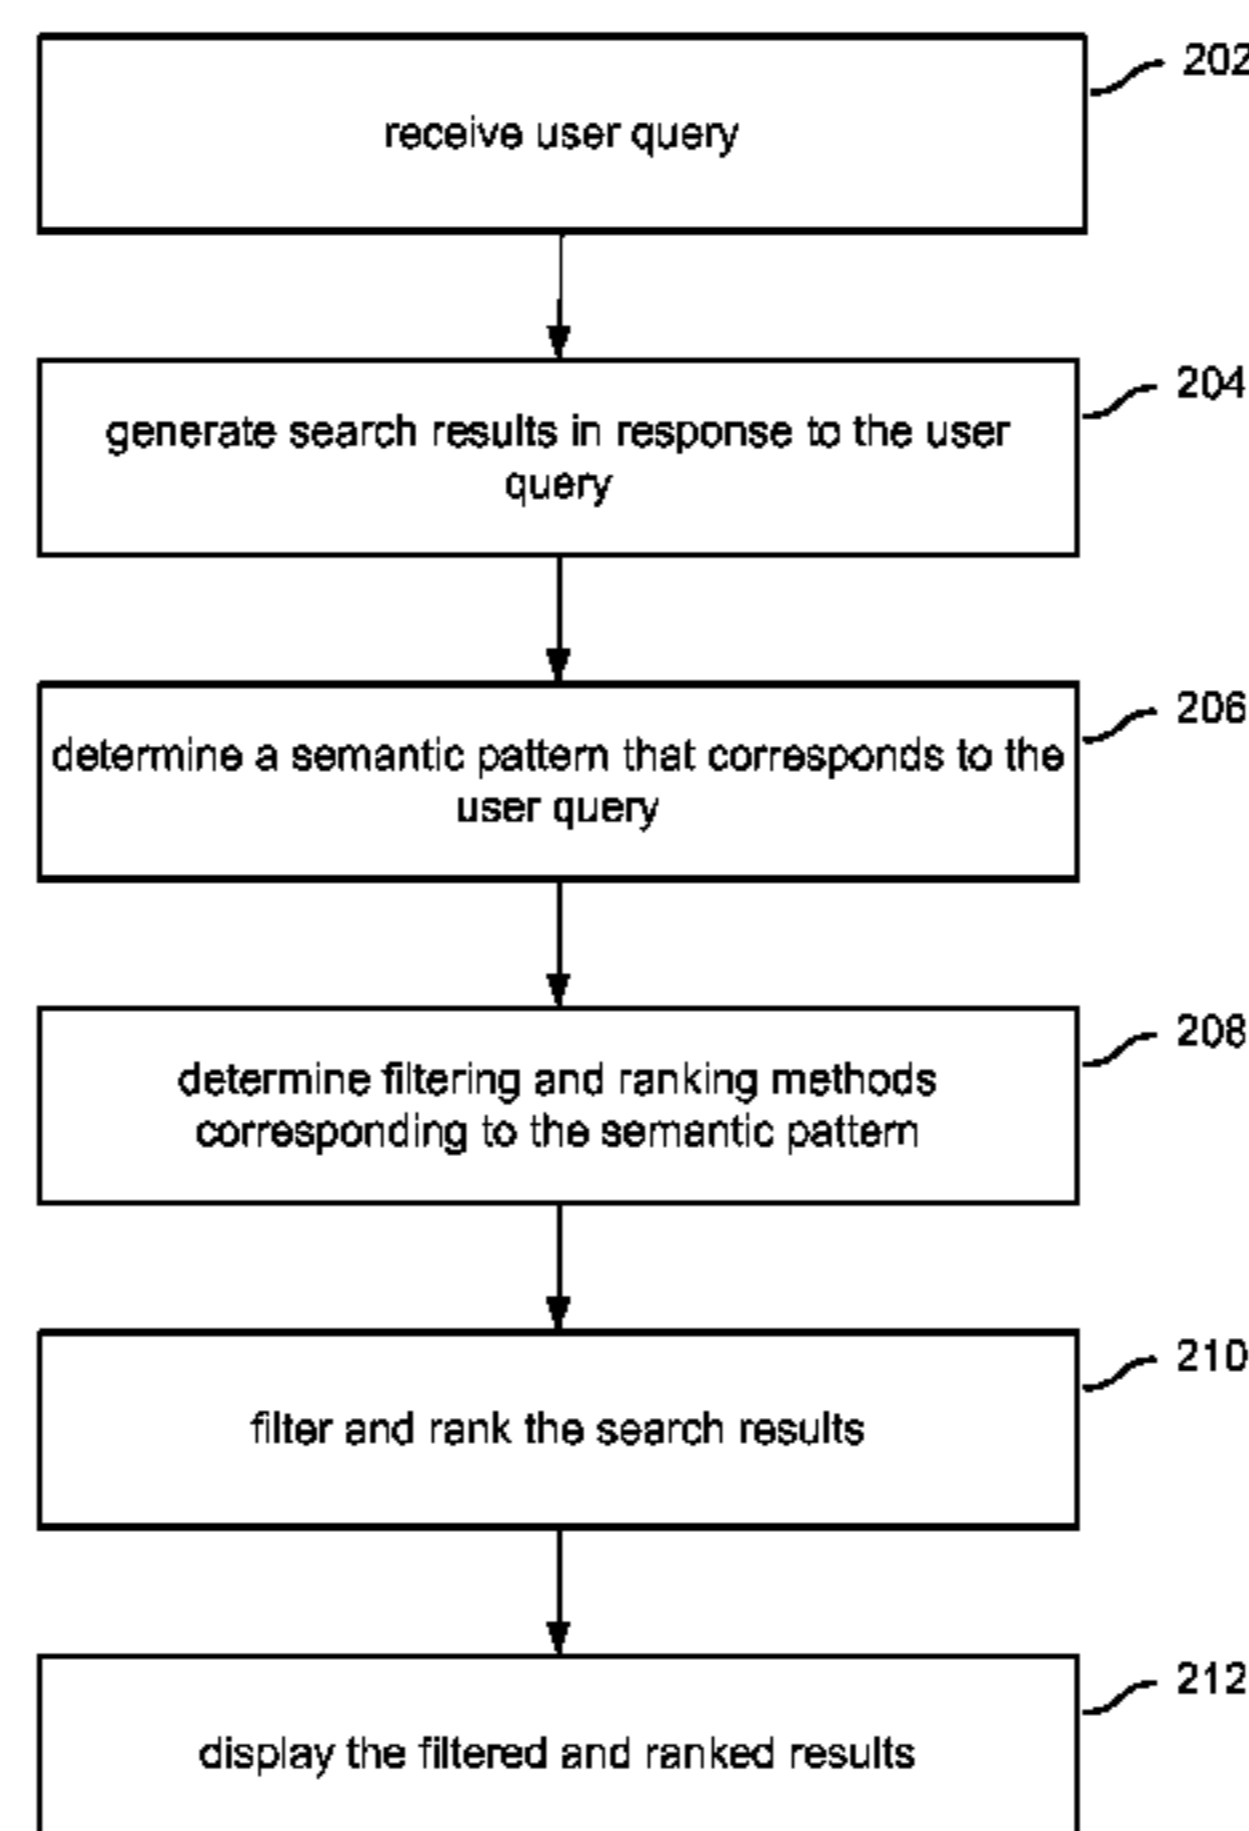 202
receive user query
204
generate search results in response to the user
query
206
determine a semantic pattern that corresponds to the
user query
208
determine filtering and ranking methods
corresponding to the semantic pattern
210
filter and rank the search results
212
display the filtered and ranked results